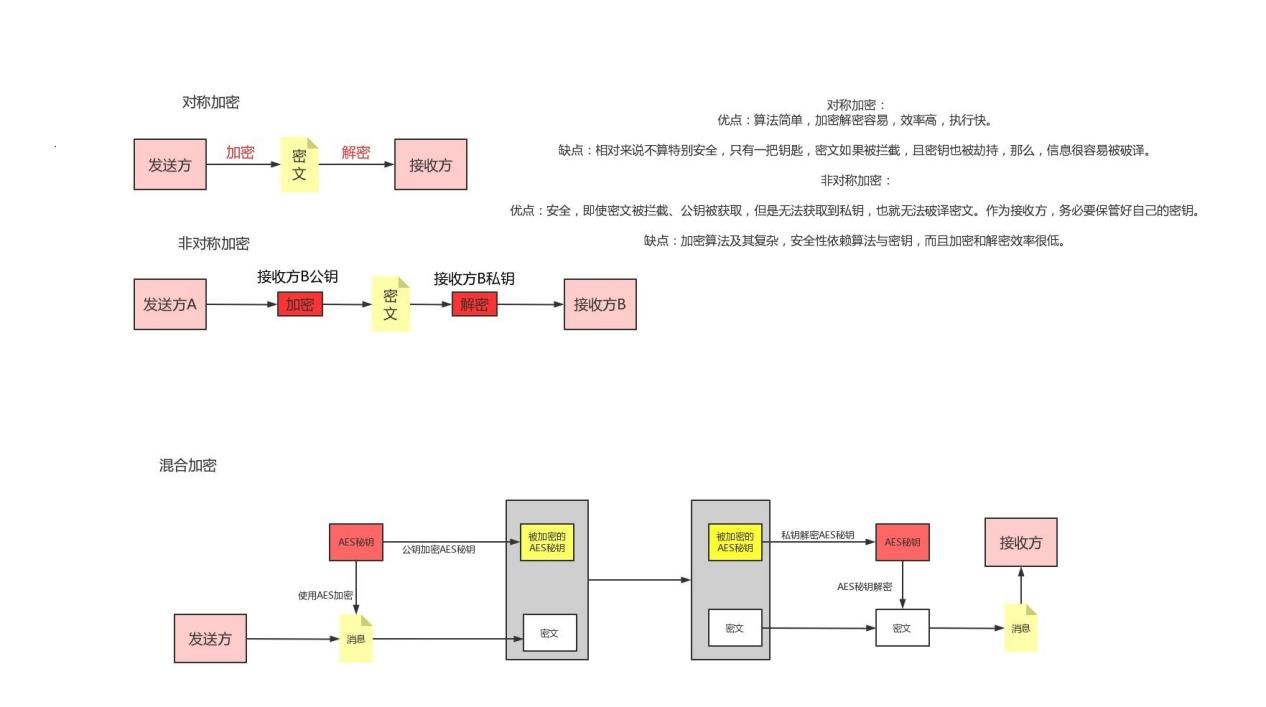 对称加密
发送方
加密
密
文
解密
接收方
对称加密：
优点：算法简单，加密解密容易，效率高，执行快。
缺点：相对来说不算特别安全，只有一把钥匙，密文如果被拦截，且密钥也被劫持，那么，信息很容易被破译。
非对称加密：
优点：安全，即使密文被拦截、公钥被获取，但是无法获取到私钥，也就无法破译密文。作为接收方，务必要保管好自己的密钥。
缺点：加密算法及其复杂，安全性依赖算法与密钥，而且加密和解密效率很低。
非对称加密
发送方A
接收方B公钥
加密
密
文
接收方B私钥
解密
接收方B
混合加密
AES秘钥
公钥加密AES秘钥
被加密的
AES秘钥
使用AES加密
发送方
消息
密文
被加密的
AES秘钥
私钥解密AES秘钥
AES秘钥
AES秘钥解密
密文
密文
消息
接收方